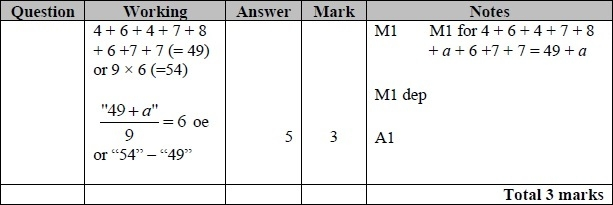 Question Working Answer Mark Notes
4 + 6 + 4 + 7 + 8 M1 M1 for 4 + 6 + 4 + 7 + 8
+ 6 +7 + 7 (= 49) + a + 6 +7 + 7 = 49 + a
or 9 × 6 (=54)
M1 dep
"49 + a"/9 = 6 oe
5 3 A1
or “54” – “49”
Total 3 marks